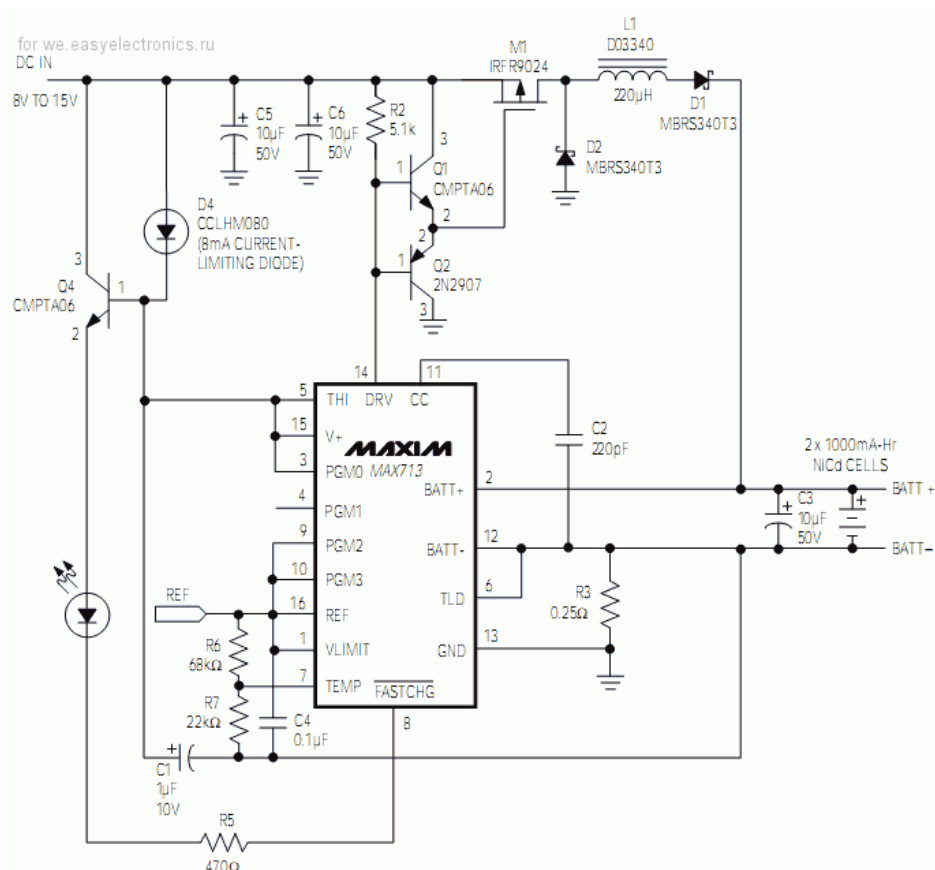 for we.easyelectronics.ru
DC IN
8V TO 15V
C5
10µF
50V
C6
10µF
50V
R2
5.1k
M1
IRFR9024
L1
D03340
220µH
D1
MBRS340T3
D2
MBRS340T3
3
1
Q1
CMPTA06
2
2
1
Q2
2N2907
3
D4
CCLHM080
(8mA CURRENT-
LIMITING DIODE)
3
Q4
CMPTA06
1
2
14
11
5
THI
DRV
CC
15
V+
MAXIM
MAX713
3
PGM0
4
PGM1
9
PGM2
10
PGM3
16
REF
1
VLIMIT
7
TEMP
FASTCHG
8
BATT+
2
BATT-
12
TLD
6
GND
13
C2
220pF
2 x 1000mA-Hr
NiCd CELLS
BATT +
C3
10µF
50V
BATT−
R3
0.25Ω
REF
R6
68kΩ
R7
22kΩ
C4
0.1µF
C1
1µF
10V
R5
470Ω